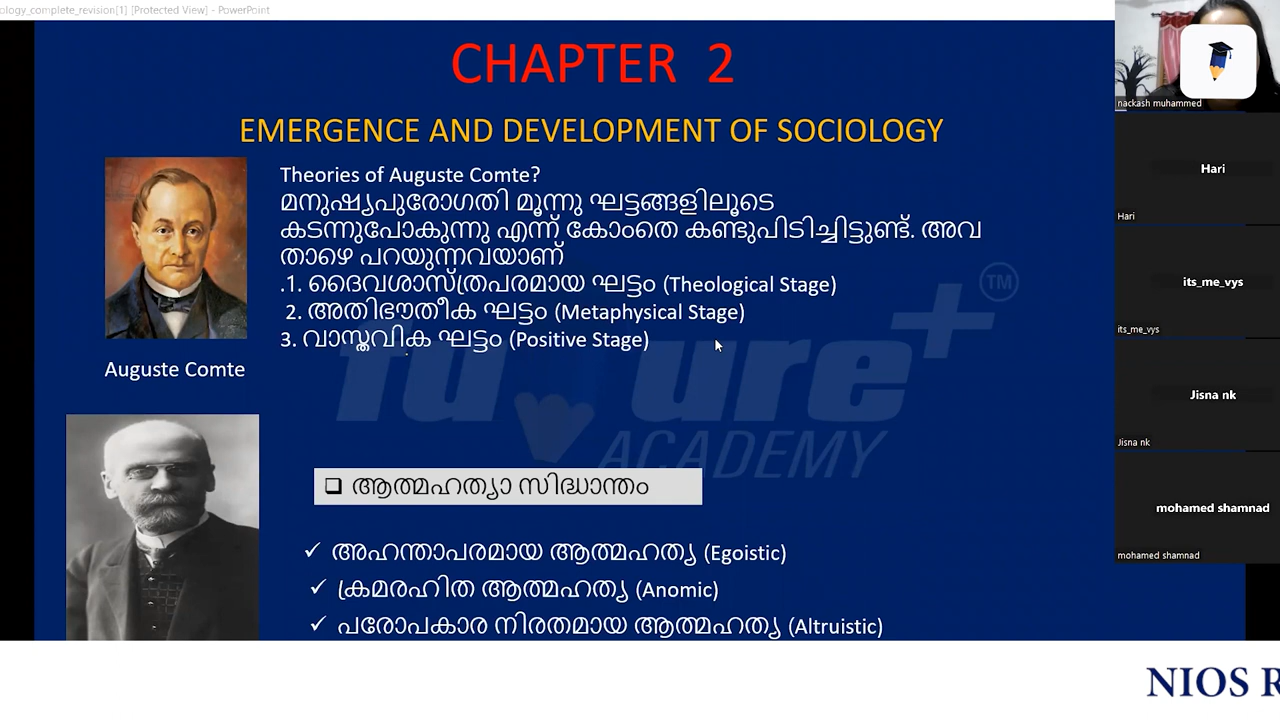 ology_complete_revision[1] [Protected View] - PowerPoint
CHAPTER 2
EMERGENCE AND DEVELOPMENT OF SOCIOLOGY
Theories of Auguste Comte?
മനുഷ്യപുരോഗതി മൂന്നു ഘട്ടങ്ങളിലൂടെ
കടന്നുപോകുന്നു എന്ന് കോംതെ കണ്ടുപിടിച്ചിട്ടുണ്ട്. അവ
താഴെ പറയുന്നവയാണ്
.1. ദൈവശാസ്ത്രപരമായ ഘട്ടം (Theological Stage)
2. അതിഭൗതീക ഘട്ടം (Metaphysical Stage)
3. വാസ്തവിക ഘട്ടം (Positive Stage)
Auguste Comte
future+ TM
ACADEMY
ആത്മഹത്യാ സിദ്ധാന്തം
✓ അഹന്താപരമായ ആത്മഹത്യ (Egoistic)
✓ ക്രമരഹിത ആത്മഹത്യ (Anomic)
✓ പരോപകാര നിരതമായ ആത്മഹത്യ (Altruistic)
nackash muhammed
Hari
Hari
its_me_vys
its_me_vys
Jisna nk
Jisna nk
mohamed shamnad
mohamed shamnad
NIOS R